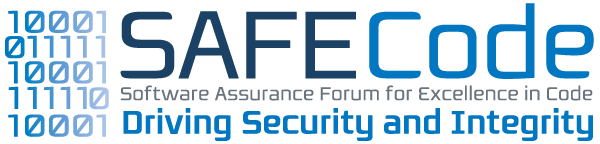 10001
011111
10001
111110
10001
SAFECode
Software Assurance Forum for Excellence in Code
Driving Security and Integrity